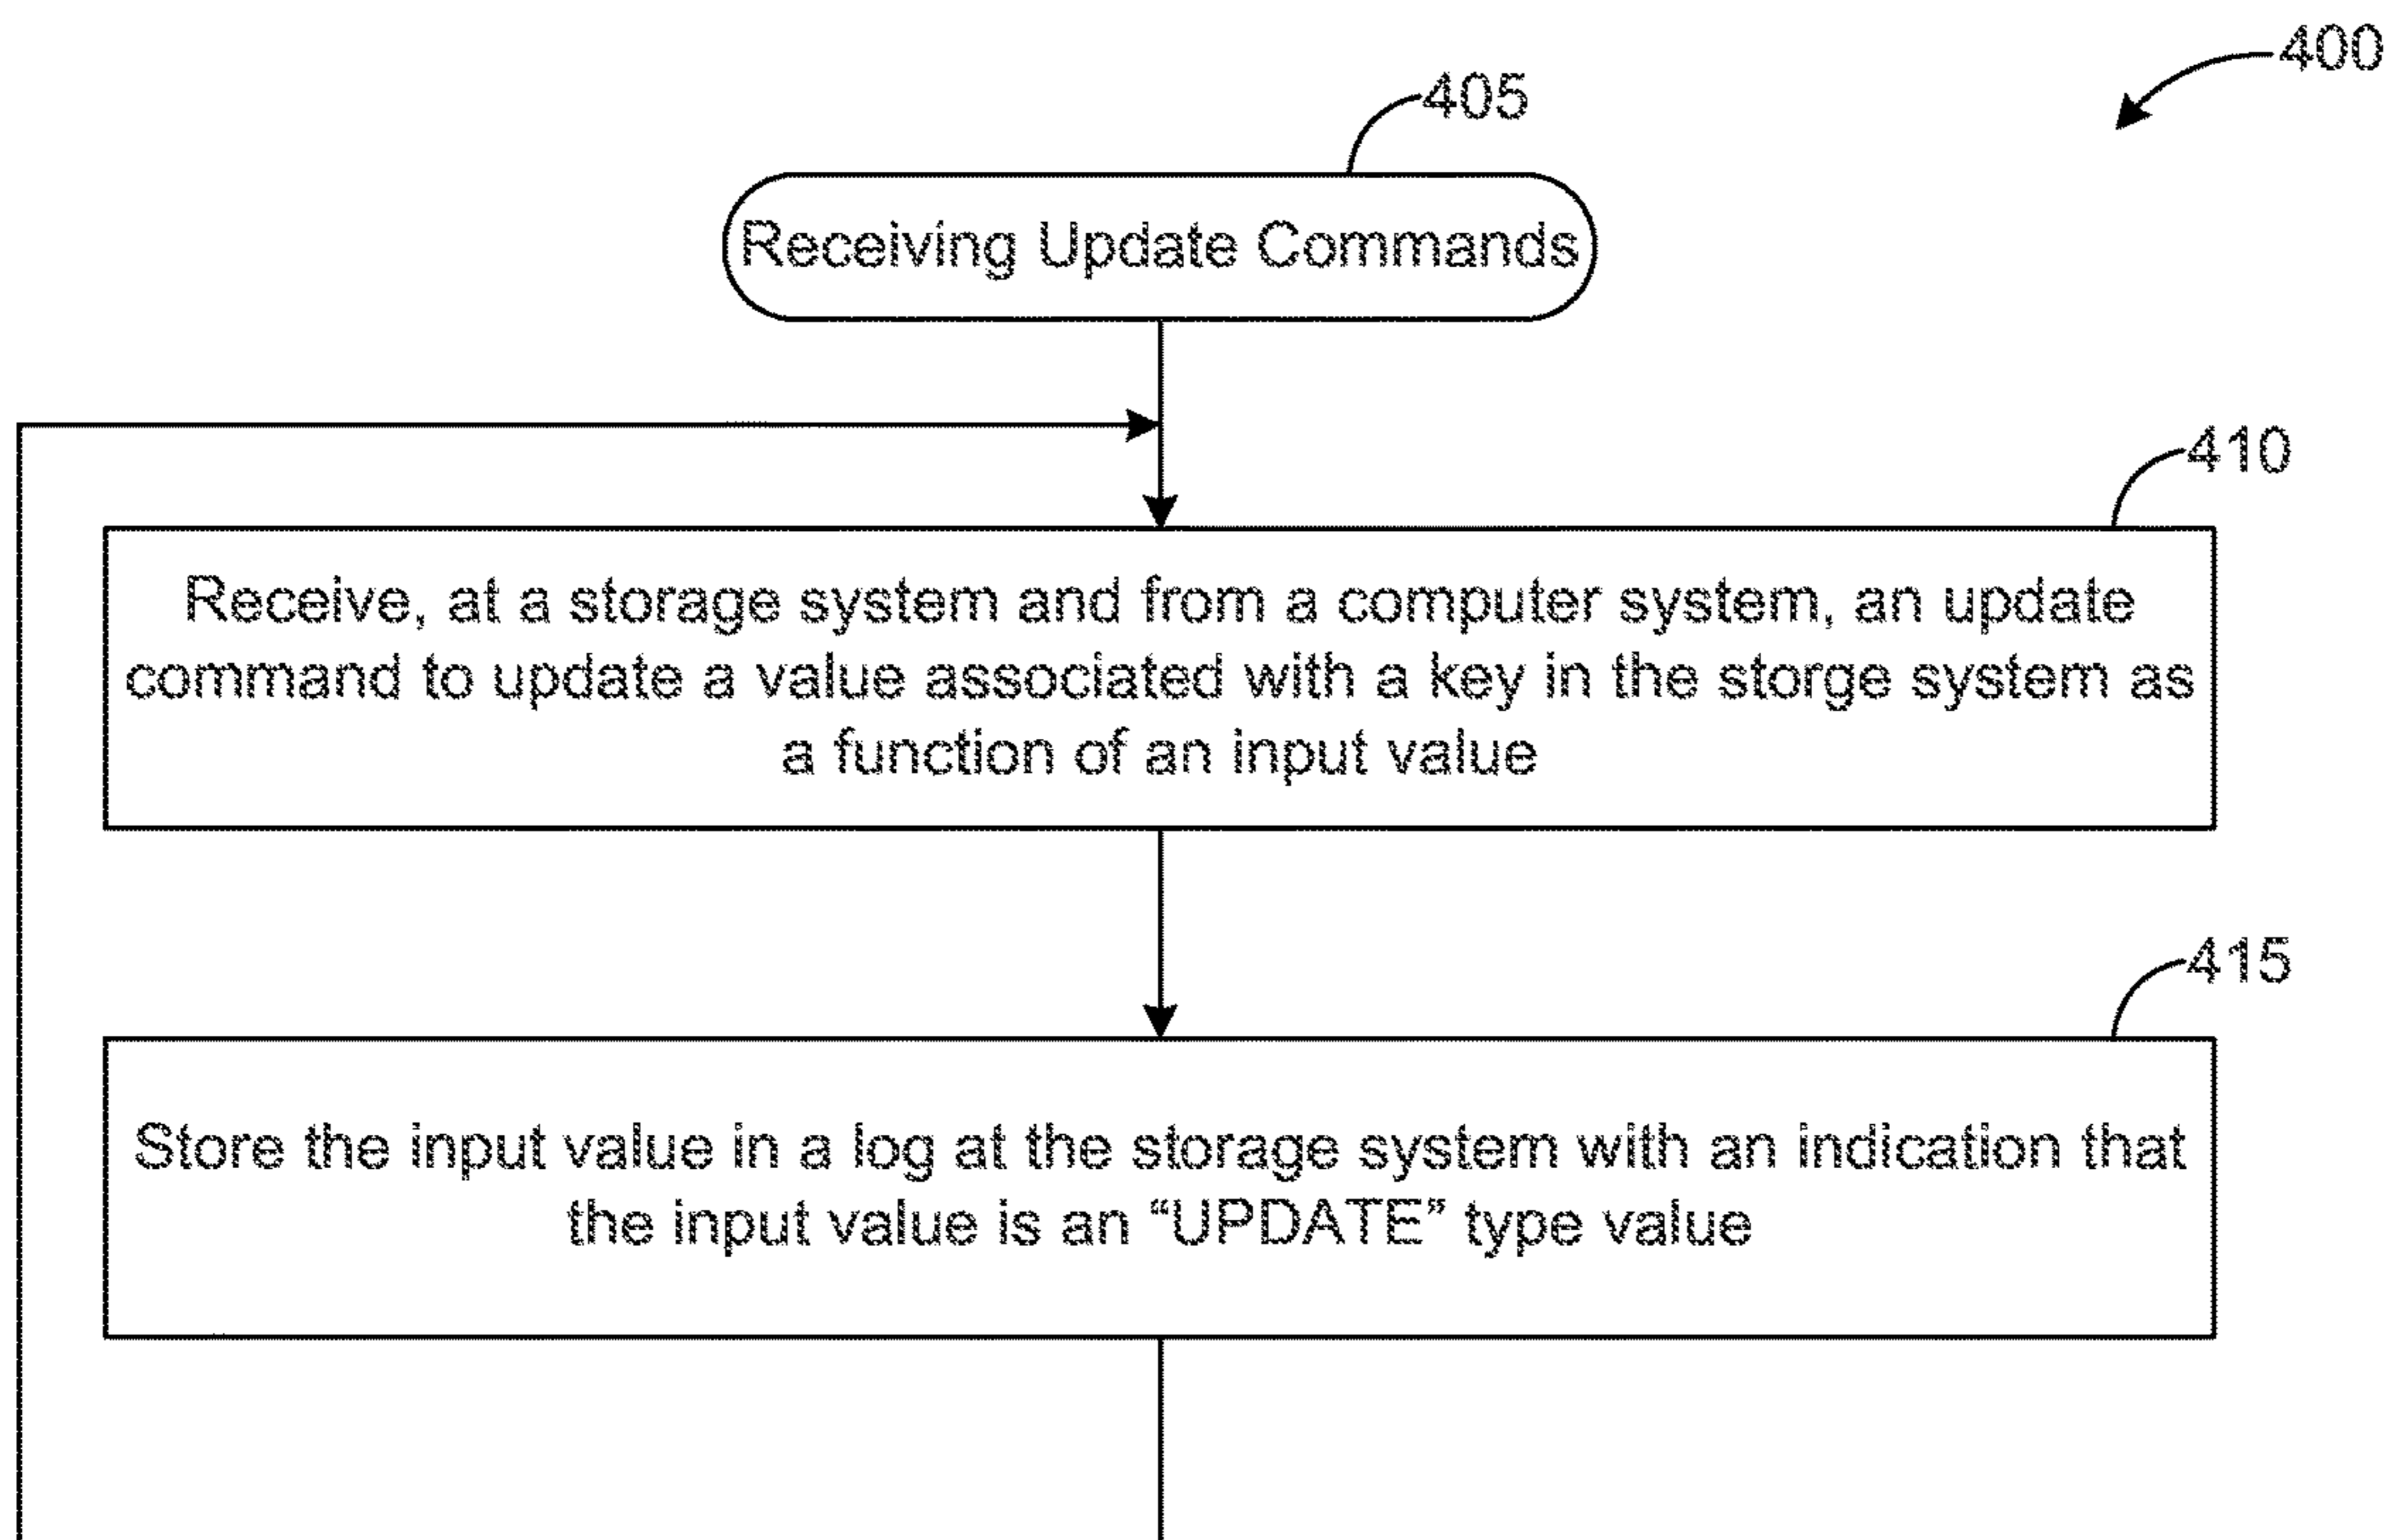 400
405
Receiving Update Commands
410
Receive, at a storage system and from a computer system, an update
command to update a value associated with a key in the storge system as
a function of an input value
415
Store the input value in a log at the storage system with an indication that
the input value is an “UPDATE” type value